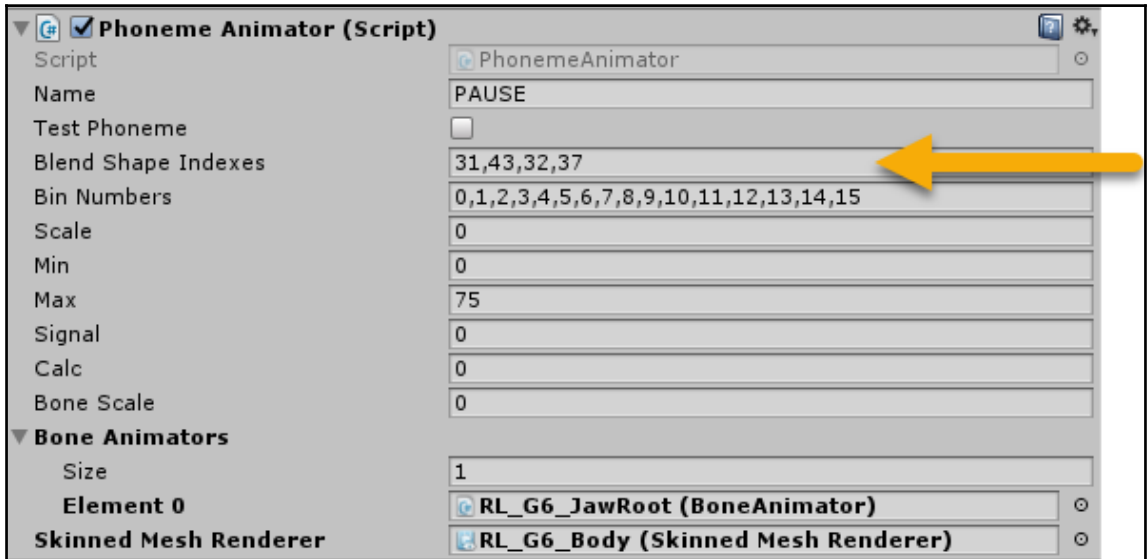 Phoneme Animator (Script)
Script PhonemeAnimator
Name PAUSE
Test Phoneme
Blend Shape Indexes 31,43,32,37
Bin Numbers 0,1,2,3,4,5,6,7,8,9,10,11,12,13,14,15
Scale 0
Min 0
Max 75
Signal 0
Calc 0
Bone Scale 0
Bone Animators
Size 1
Element 0 RL_G6_JawRoot (BoneAnimator)
Skinned Mesh Renderer RL_G6_Body (Skinned Mesh Renderer)